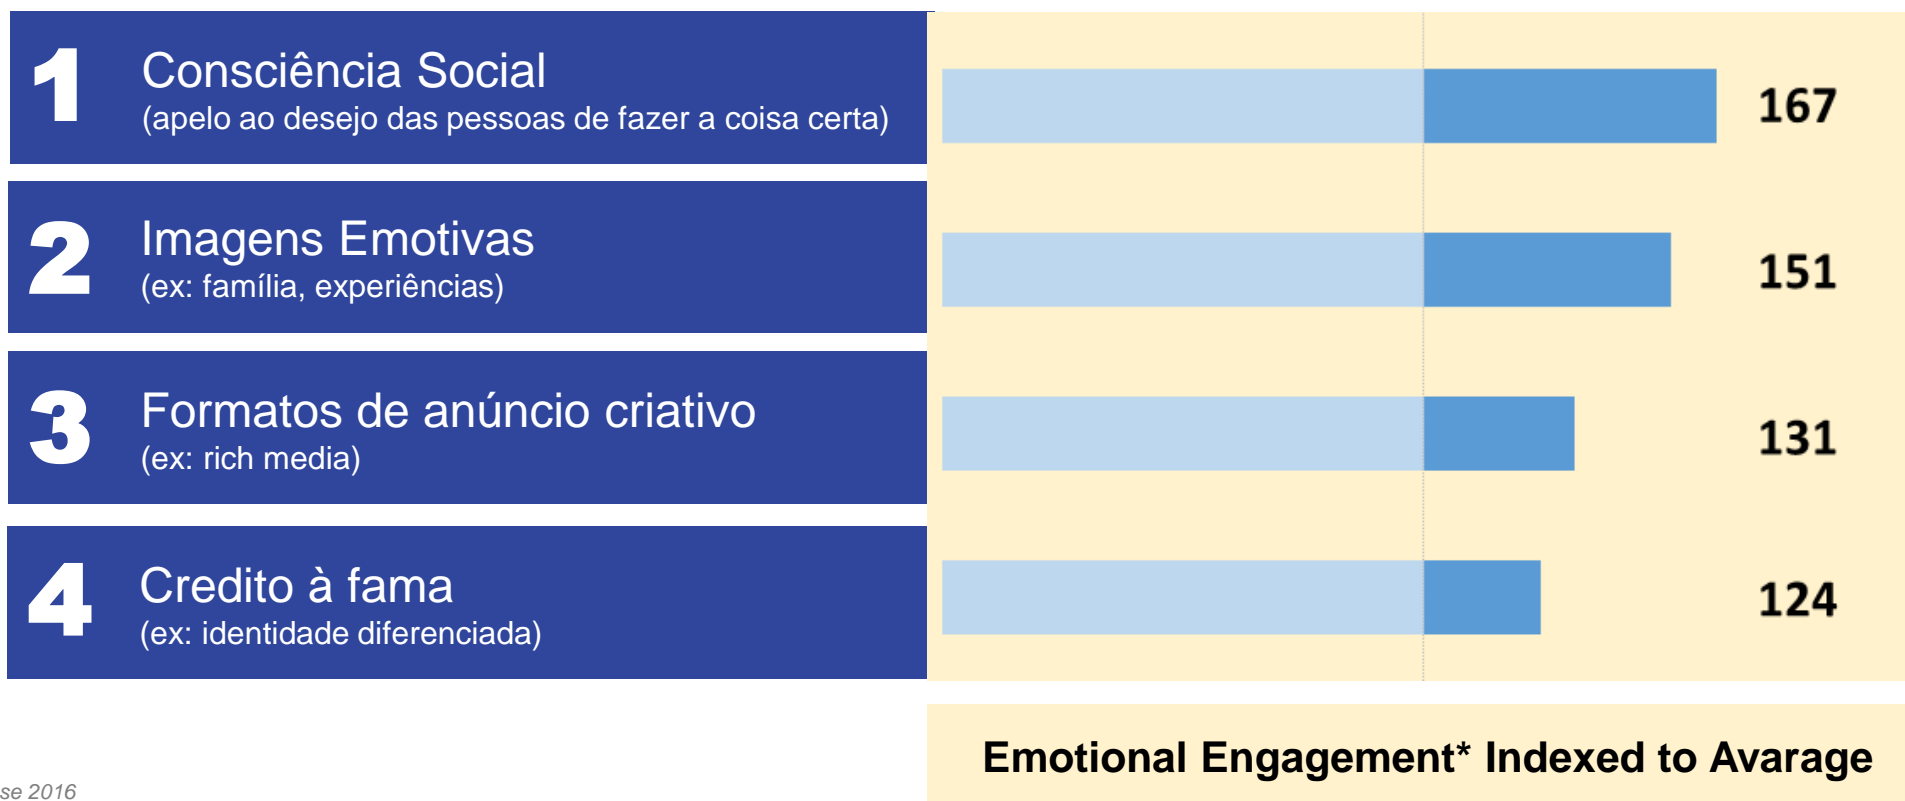 1
Consciência Social
(apelo ao desejo das pessoas de fazer a coisa certa)
167
2
Imagens Emotivas
(ex: família, experiências)
151
3
Formatos de anúncio criativo
(ex: rich media)
131
4
Credito à fama
(ex: identidade diferenciada)
124
Emotional Engagement* Indexed to Avarage
se 2016